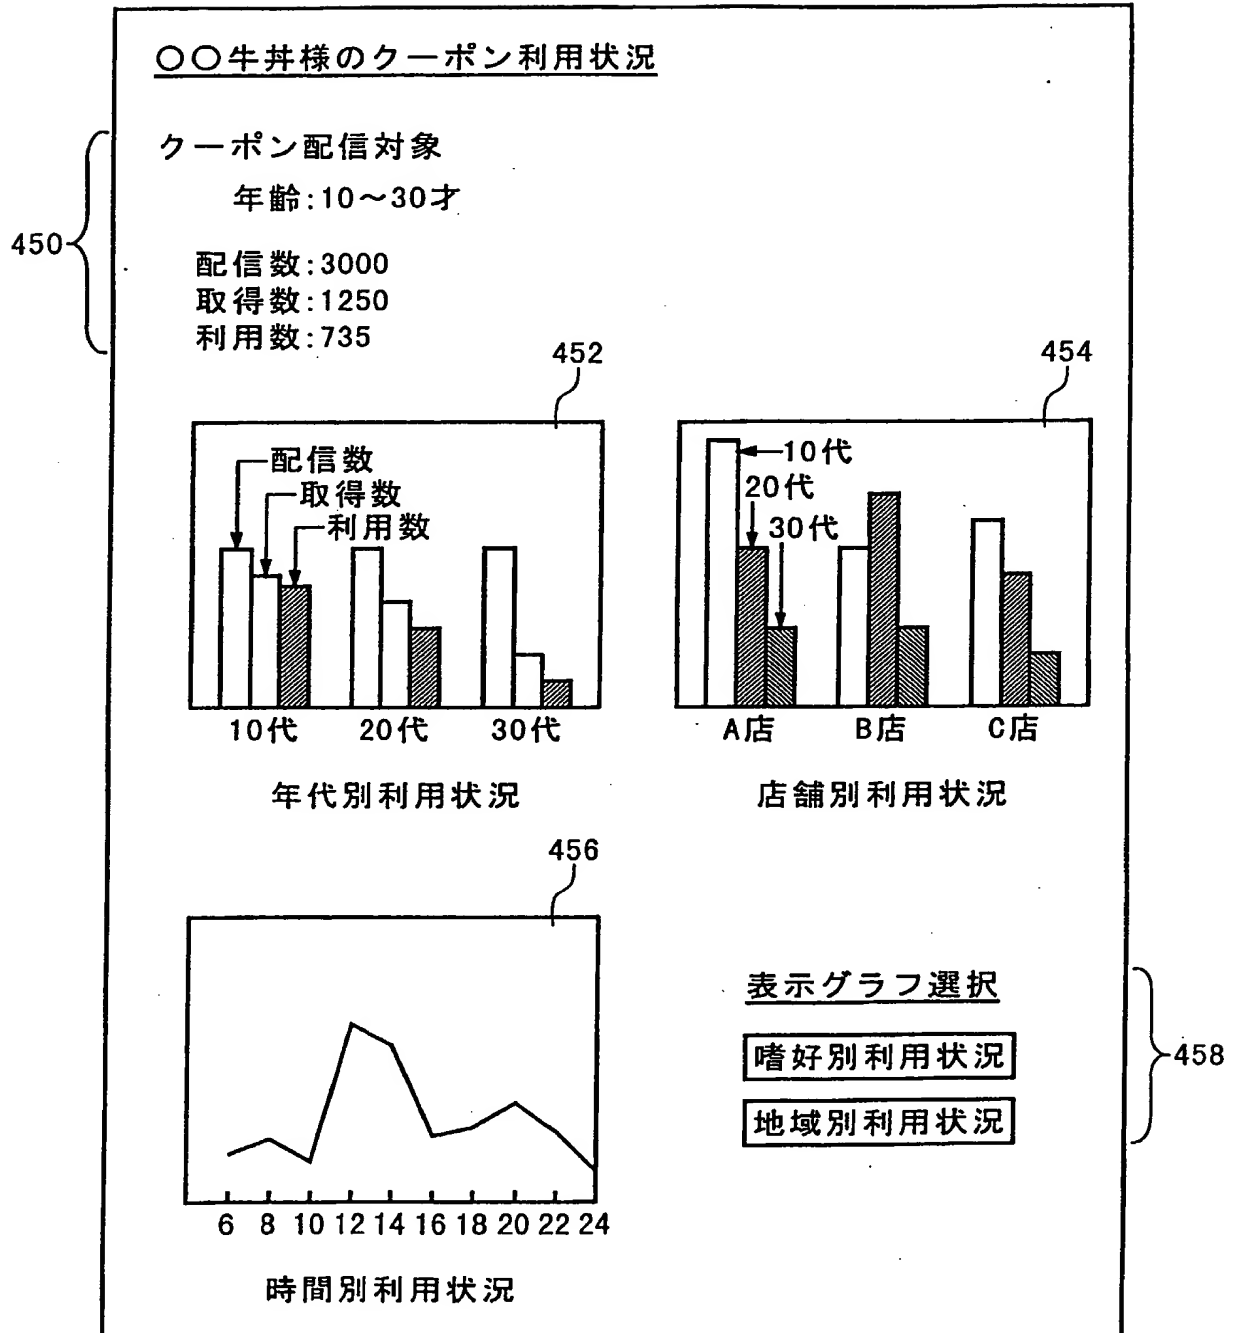 〇〇牛丼様のクーポン利用状況
クーポン配信対象
年齢:10〜30才
450
配信数:3000
取得数:1250
利用数:735
452
454
配信数
取得数
利用数
10代
20代
30代
10代 20代 30代
A店 B店 C店
年代別利用状況
店舗別利用状況
456
表示グラフ選択
嗜好別利用状況
458
地域別利用状況
6 8 10 12 14 16 18 20 22 24
時間別利用状況